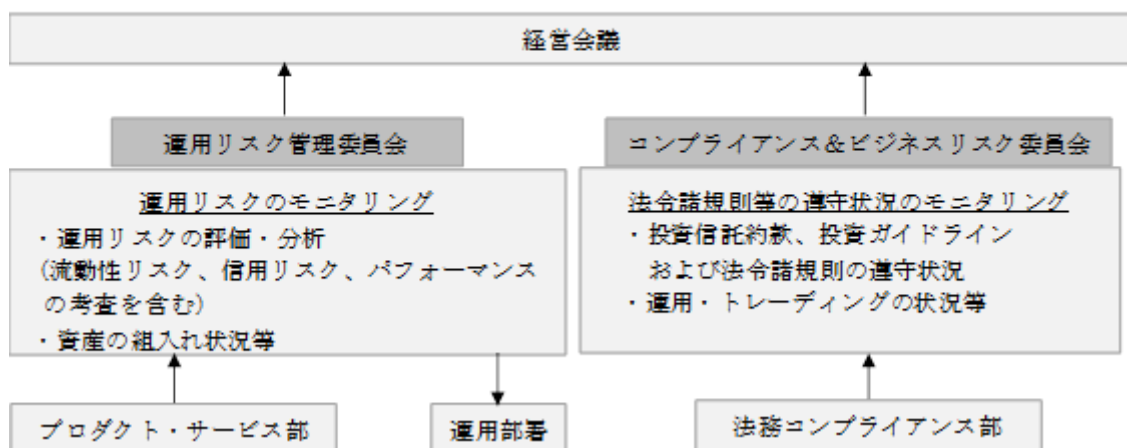 経営会議
運用リスク管理委員会
運用リスクのモニタリング
・運用リスクの評価・分析
(流動性リスク、信用リスク、パフォーマンス
の考査を含む)
・資産の組入れ状況等
コンプライアンス＆ビジネスリスク委員会
法令諸規則等の遵守状況のモニタリング
・投資信託約款、投資ガイドライン
および法令諸規則の遵守状況
・運用・トレーディングの状況等
プロダクト・サービス部
運用部署
法務コンプライアンス部